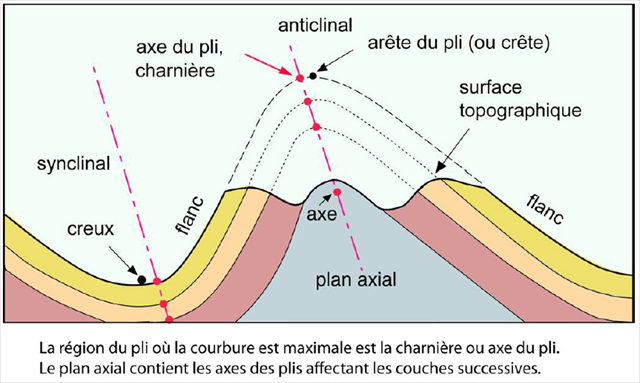 anticlinal
axe du pli,
charnière
arête du pli (ou crête)
surface
topographique
synclinal
flanc
creux
axe
flanc
plan axial
La région du pli où la courbure est maximale est la charnière ou axe du pli.
Le plan axial contient les axes des plis affectant les couches successives.